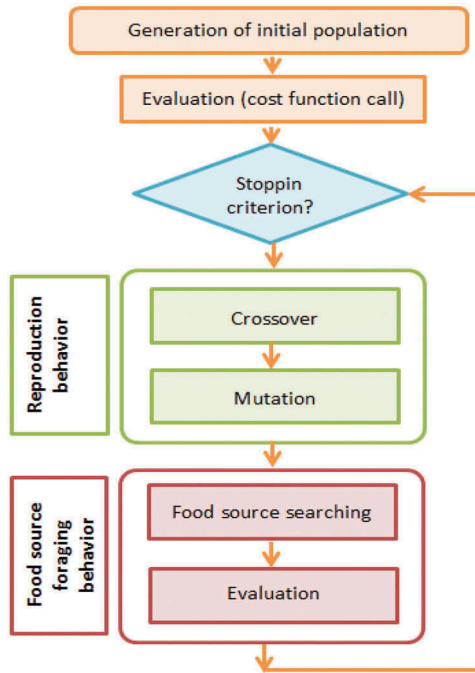 Generation of initial population
Evaluation (cost function call)
Stoppin
criterion?
Reproduction
behavior
Crossover
Mutation
Food source
foraging
behavior
Food source searching
Evaluation